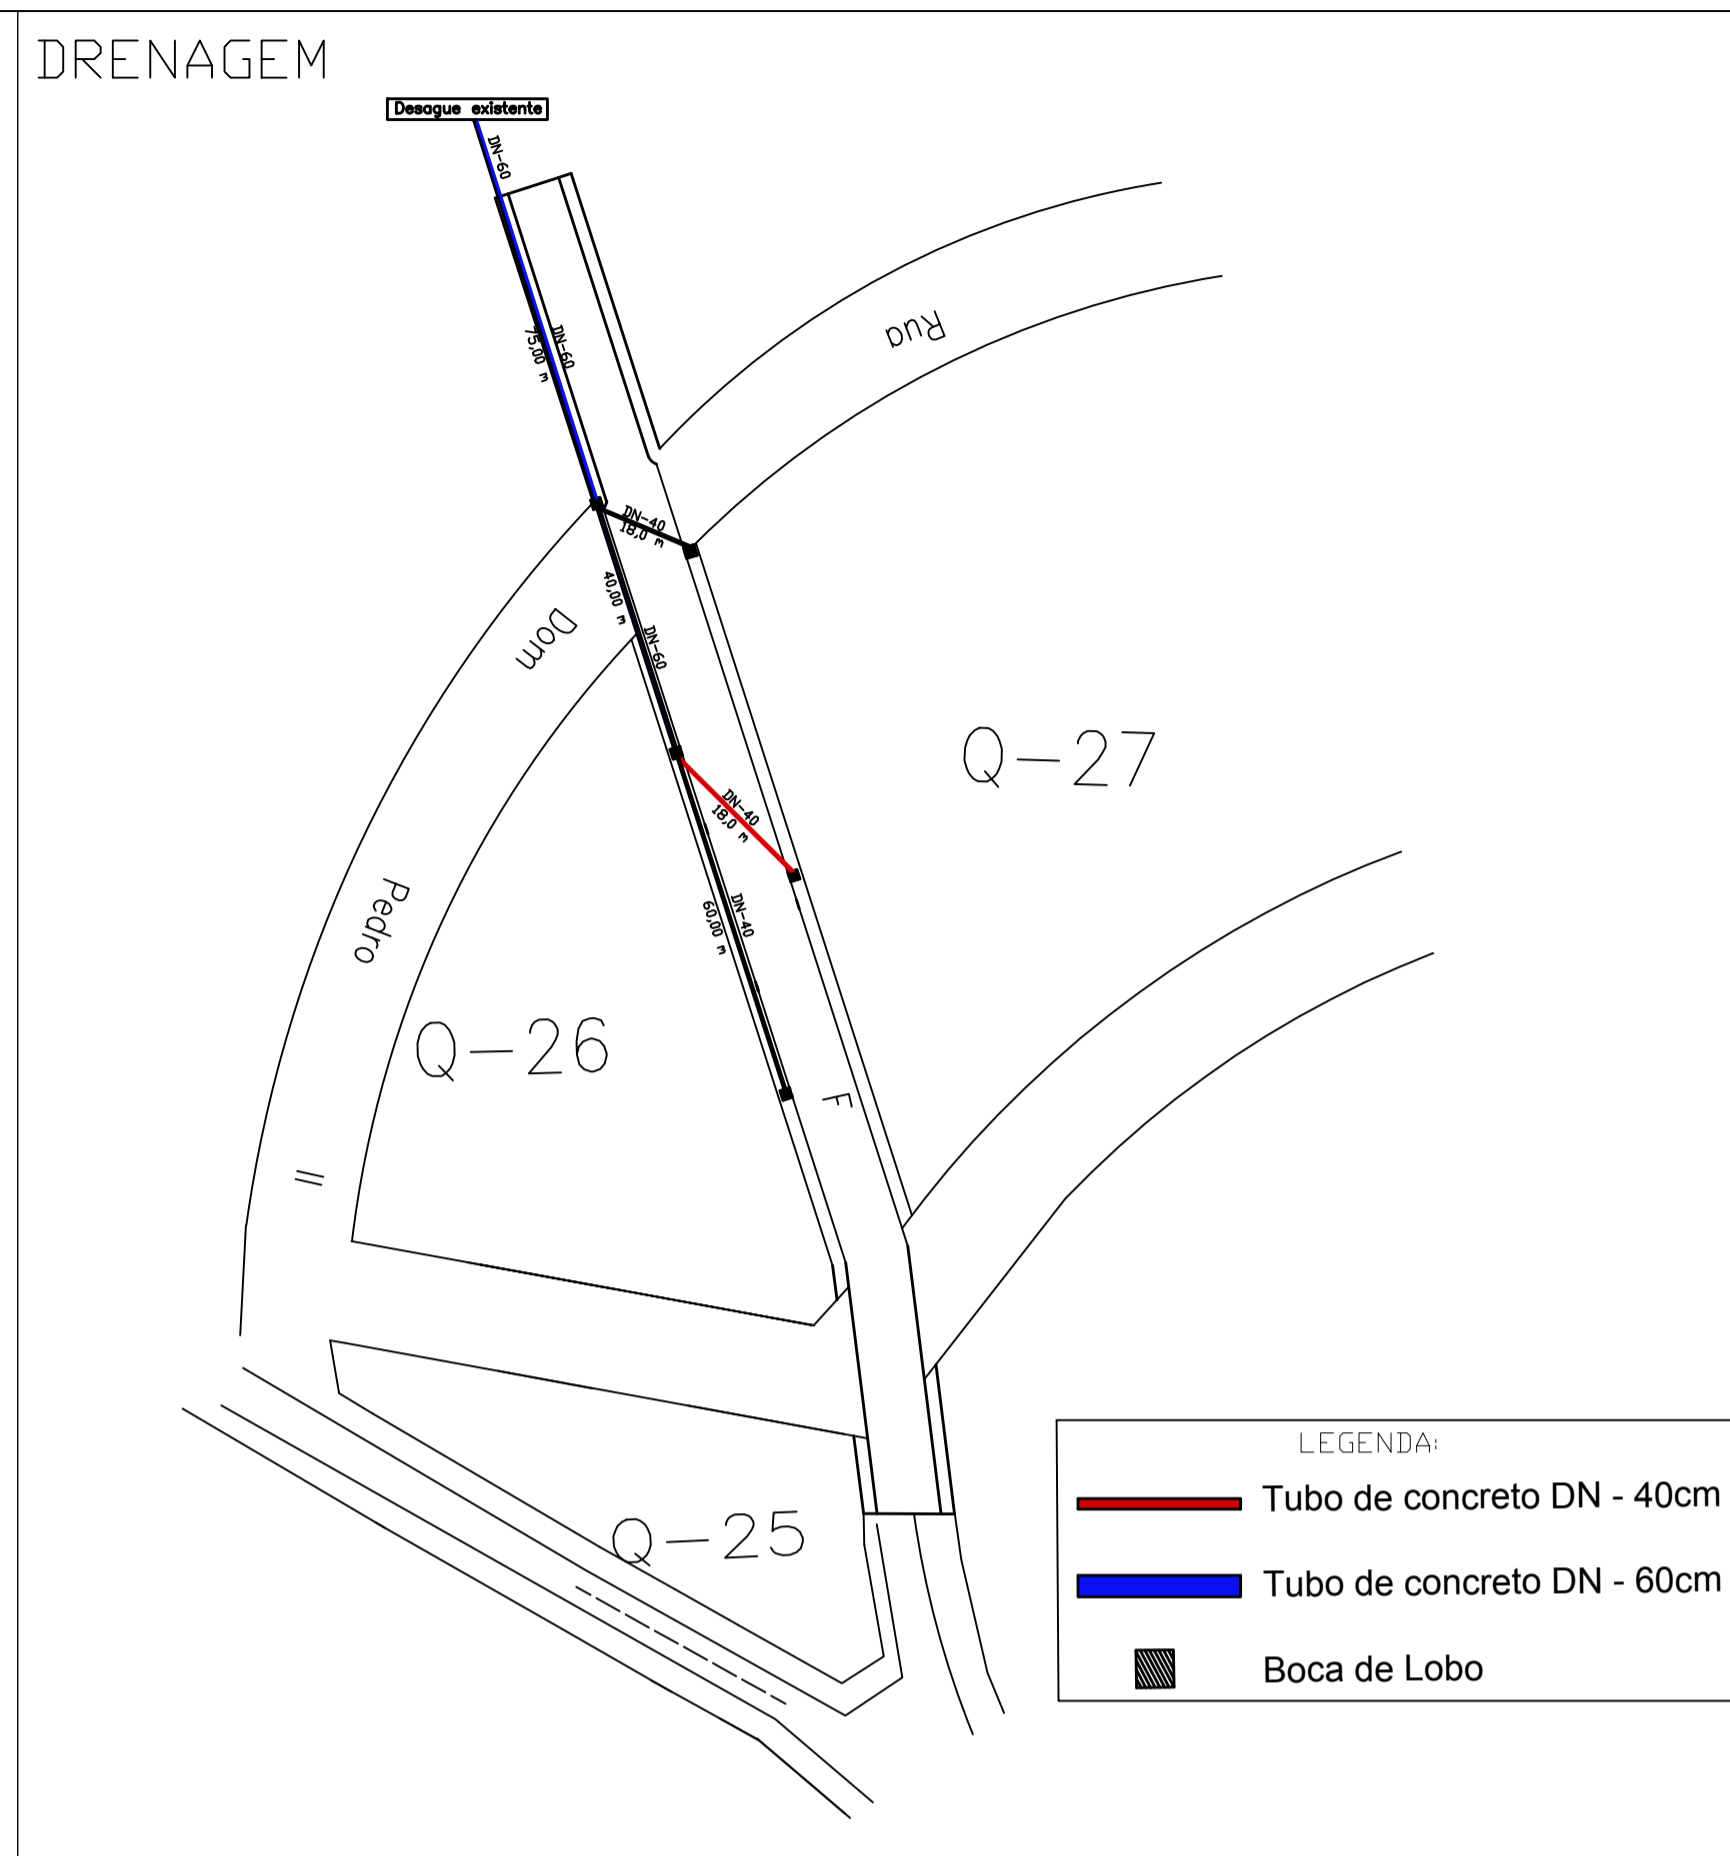 DRENAGEM
Desague existente
DN-60
Rua
DN-60
75,00 m
DN-40
18,0 m
40,00 m
DN-60
Dom
Q-27
DN-40
18,0 m
Pedro
DN-40
60,00 m
Q-26
F
II
LEGENDA:
Tubo de concreto DN - 40cm
Q-25
Tubo de concreto DN - 60cm
Boca de Lobo